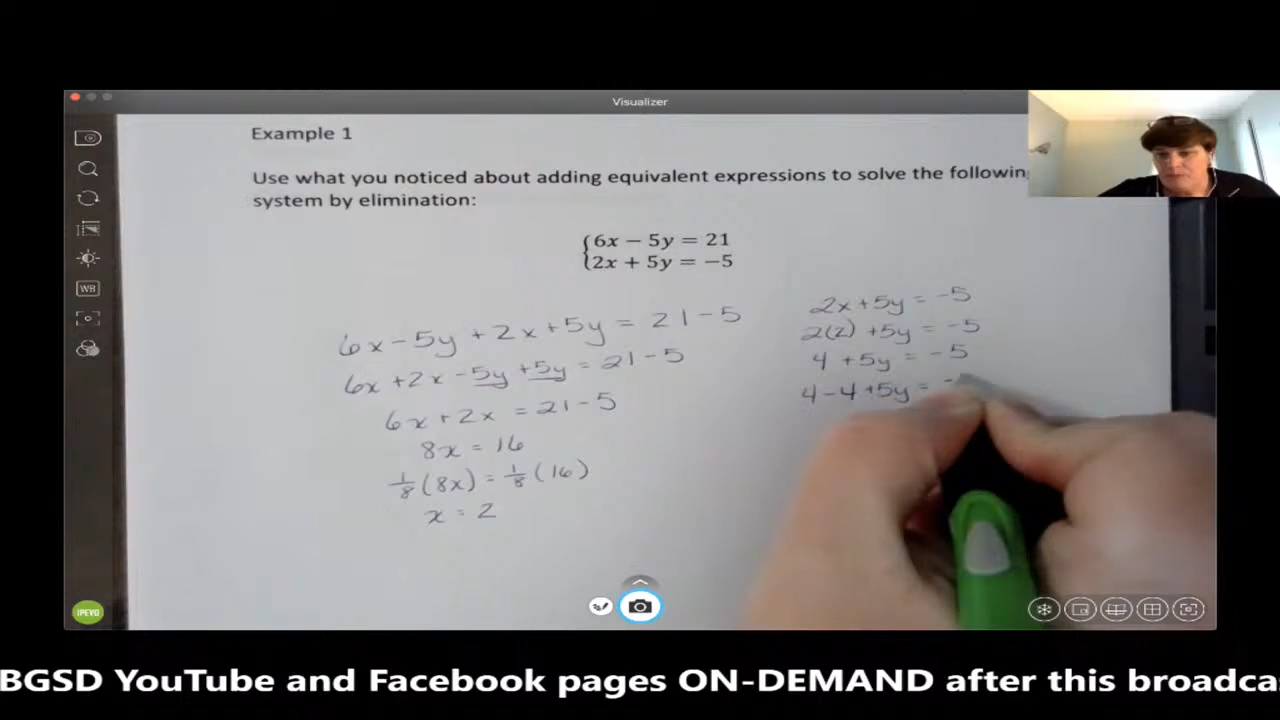 Visualizer
Example 1
Use what you noticed about adding equivalent expressions to solve the following
system by elimination:
6x − 5y = 21
2x + 5y = −5
6x - 5y + 2x + 5y = 21 - 5
6x + 2x - 5y + 5y = 21 - 5
6x + 2x = 21 - 5
8x = 16
1/8 (8x) = 1/8 (16)
x = 2
2x + 5y = -5
2(2) + 5y = -5
4 + 5y = -5
4 - 4 + 5y = -
WB
iPEVO
BGSD YouTube and Facebook pages ON-DEMAND after this broadca